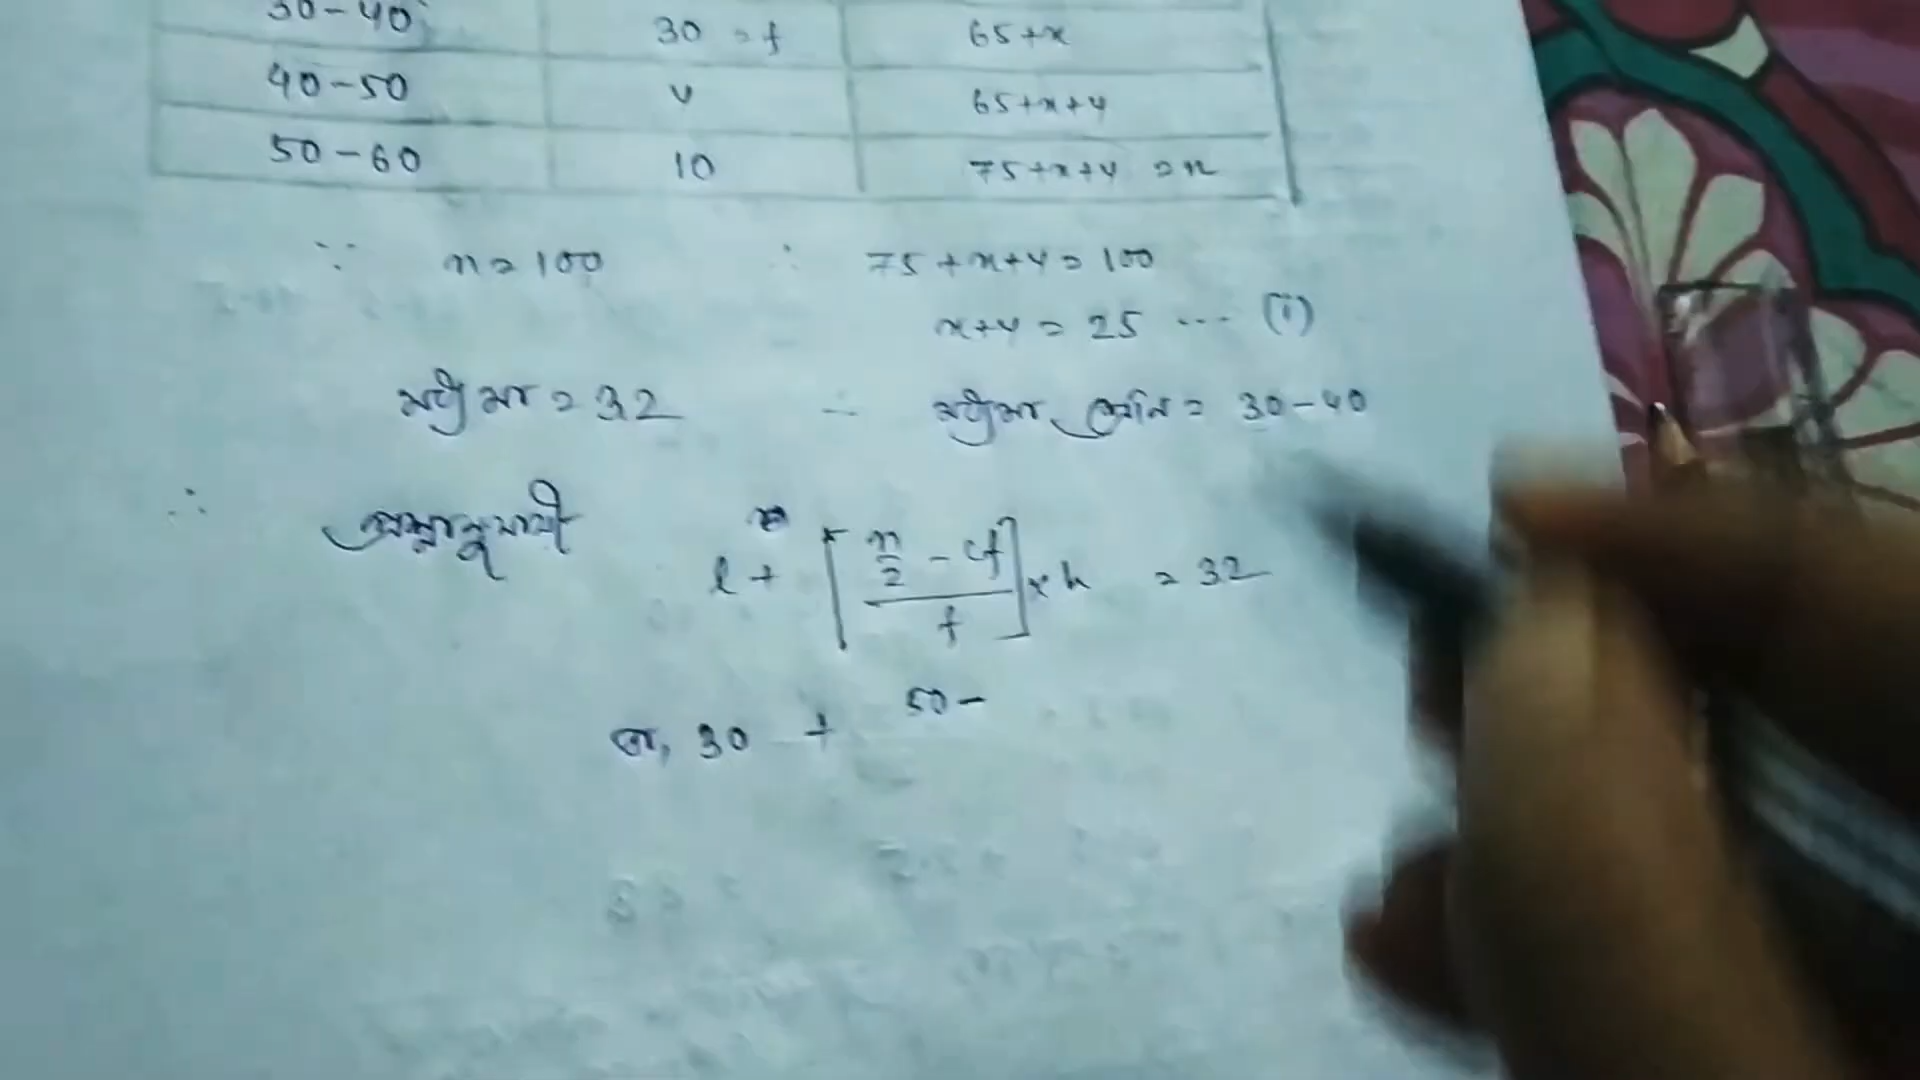 30-40 30 = f 65+x
40-50 y 65+x+y
50-60 10 75+x+y = n
∵ n = 100 ∴ 75+x+y = 100
x+y = 25 ... (i)
মধ্যমা = 32 ∴ মধ্যমা শ্রেণি = 30-40
∴ প্রশ্নানুযায়ী l + [(n/2 - cf)/f] × h = 32
বা, 30 + 50 -